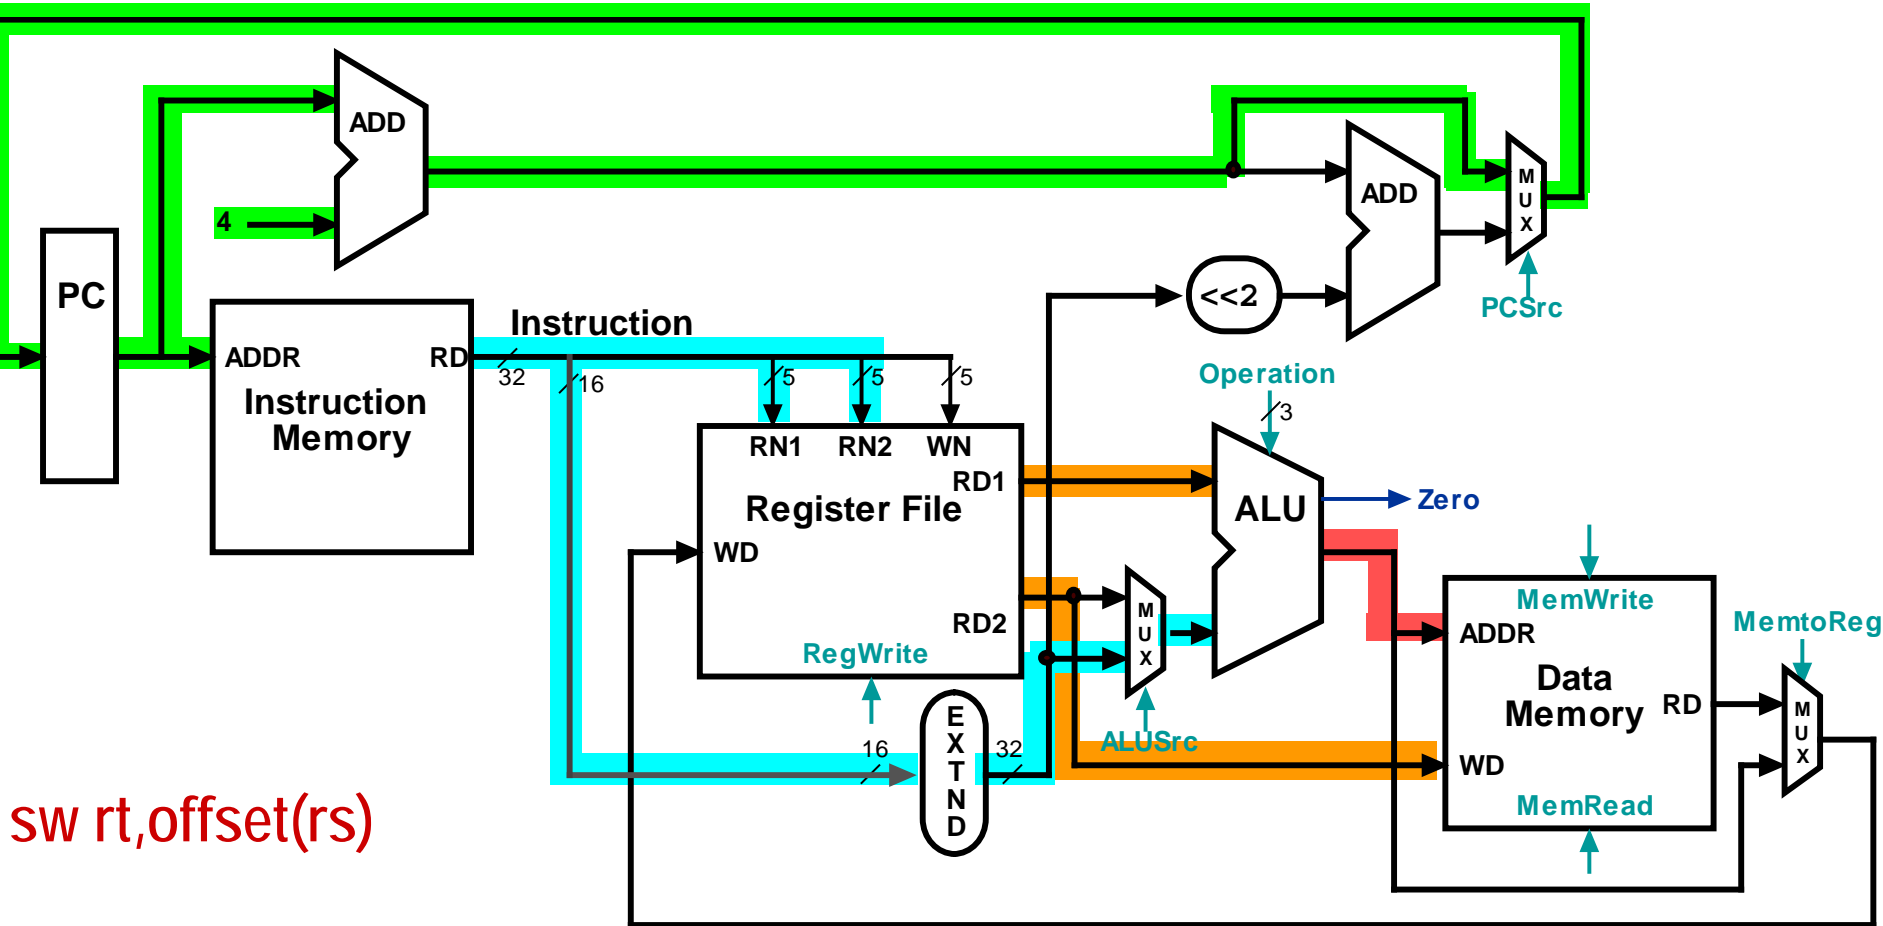 ADD
4
PC
ADD
M
U
X
<<2
PCSrc
Instruction
ADDR
RD
32
16
5
5
5
Instruction
Memory
Operation
3
RN1
RN2
WN
RD1
Register File
ALU
Zero
WD
RD2
RegWrite
M
U
X
ALUSrc
MemWrite
ADDR
Data
Memory
RD
WD
MemRead
MemtoReg
M
U
X
16
E
X
T
N
D
32
sw rt,offset(rs)